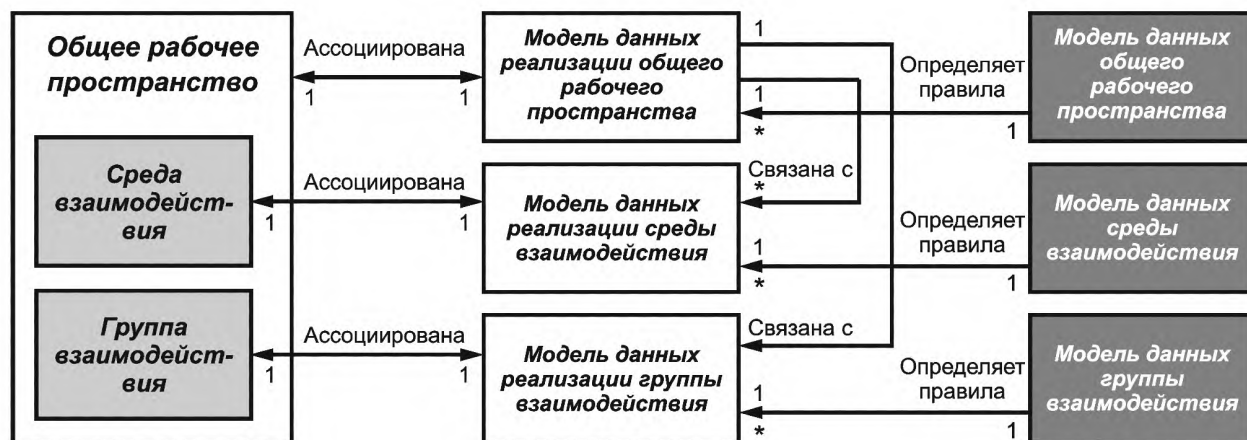 Общее рабочее
пространство
Среда
взаимодейст-
вия
Группа
взаимодейст-
вия
Ассоциирована
1
1
Ассоциирована
1
1
Ассоциирована
1
1
Модель данных
реализации общего
рабочего
пространства
Модель данных
реализации среды
взаимодействия
Модель данных
реализации группы
взаимодействия
1
1
*
Связана с
*
1
*
Связана с
1
*
Определяет
правила
1
Определяет
правила
1
Определяет
правила
1
Модель данных
общего
рабочего
пространства
Модель данных
среды
взаимодействия
Модель данных
группы
взаимодействия